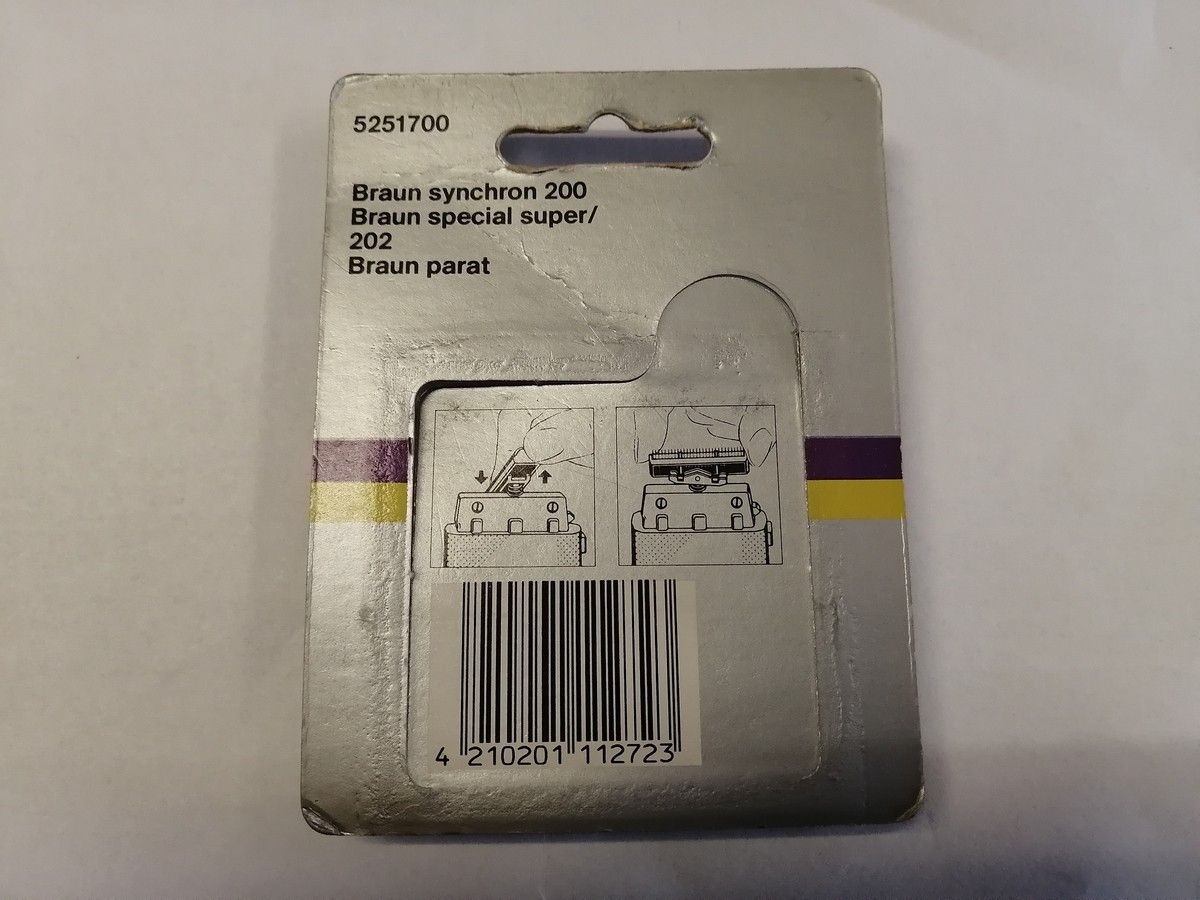 5251700
Braun synchron 200
Braun special super/
202
Braun parat
4 210201 112723